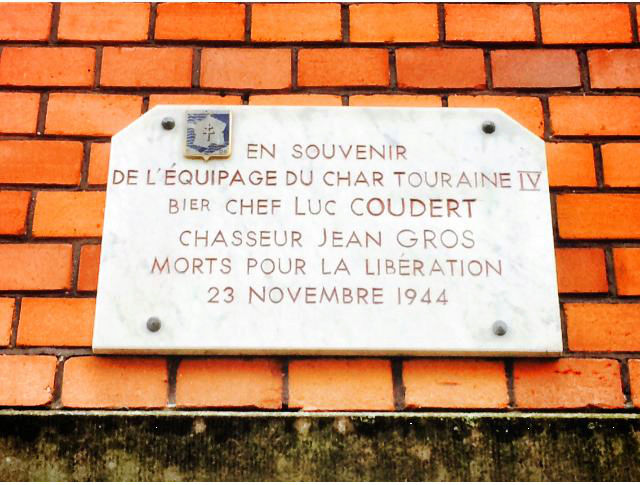 EN SOUVENIR
DE L'ÉQUIPAGE DU CHAR TOURAINE IV
BIER CHEF LUC COUDERT
CHASSEUR JEAN GROS
MORTS POUR LA LIBÉRATION
23 NOVEMBRE 1944